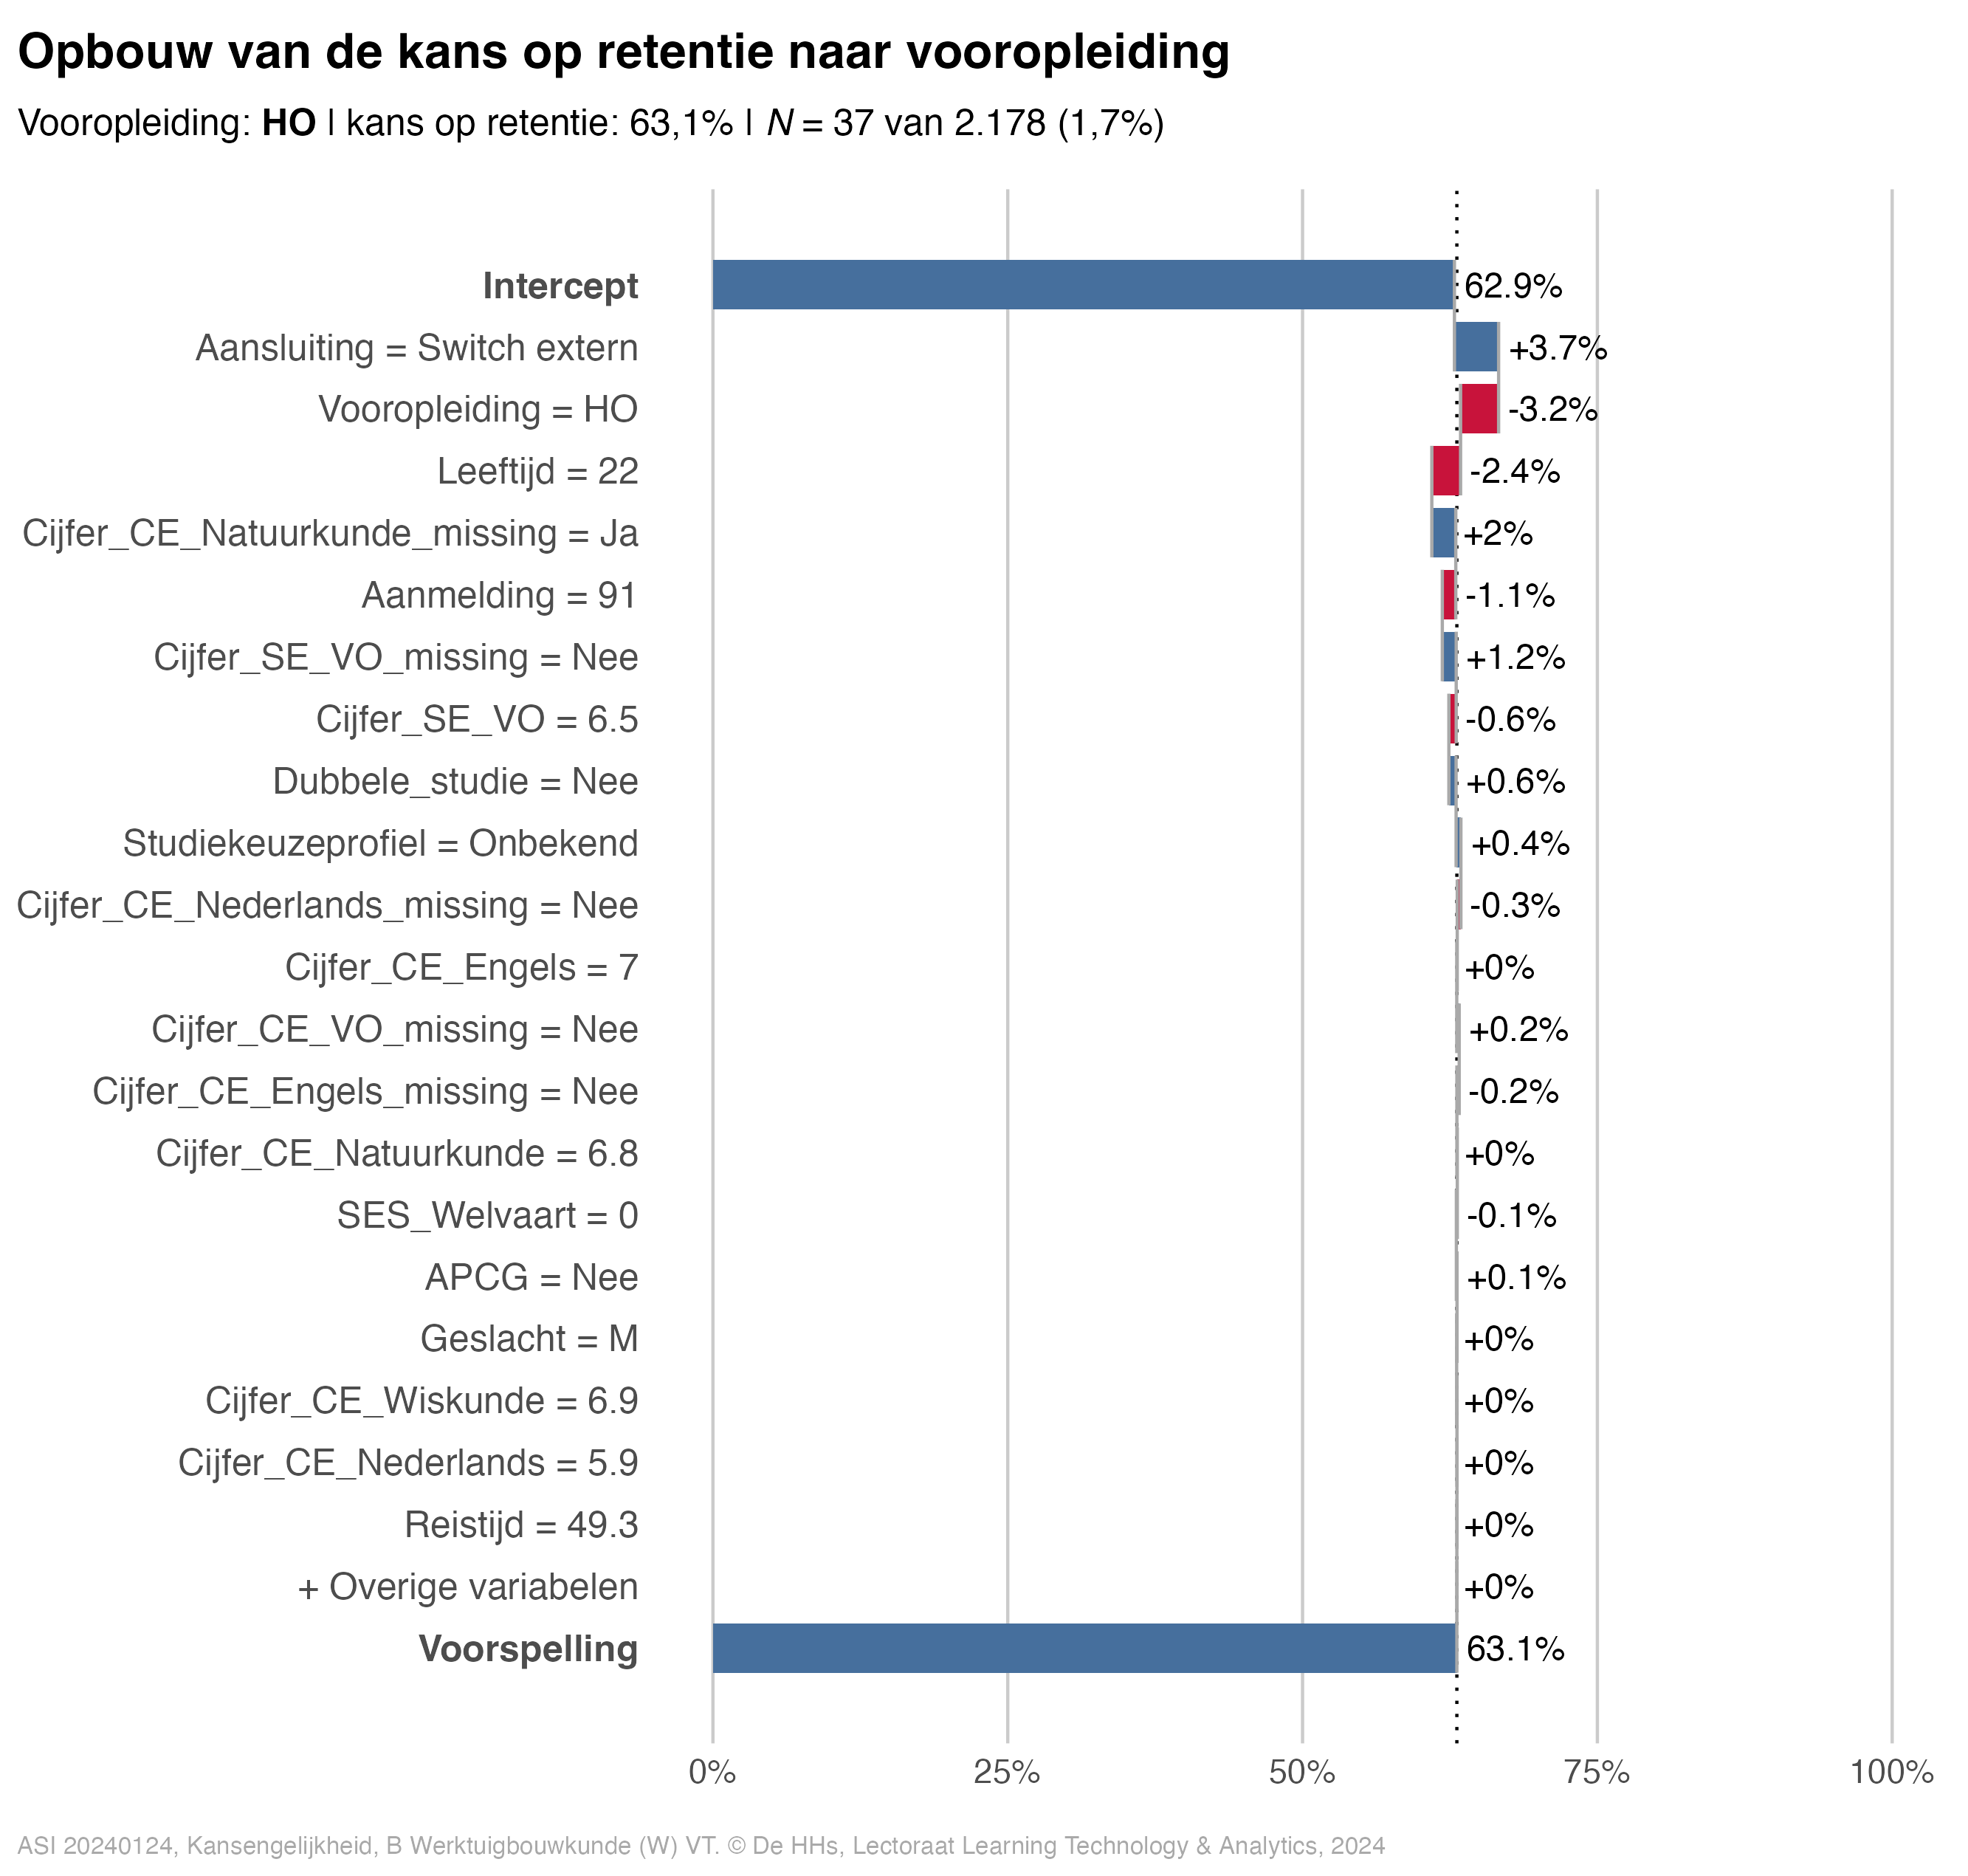 Opbouw van de kans op retentie naar vooropleiding
Vooropleiding: HO | kans op retentie: 63,1% | N = 37 van 2.178 (1,7%)
Intercept 62.9%
Aansluiting = Switch extern +3.7%
Vooropleiding = HO -3.2%
Leeftijd = 22 -2.4%
Cijfer_CE_Natuurkunde_missing = Ja +2%
Aanmelding = 91 -1.1%
Cijfer_SE_VO_missing = Nee +1.2%
Cijfer_SE_VO = 6.5 -0.6%
Dubbele_studie = Nee +0.6%
Studiekeuzeprofiel = Onbekend +0.4%
Cijfer_CE_Nederlands_missing = Nee -0.3%
Cijfer_CE_Engels = 7 +0%
Cijfer_CE_VO_missing = Nee +0.2%
Cijfer_CE_Engels_missing = Nee -0.2%
Cijfer_CE_Natuurkunde = 6.8 +0%
SES_Welvaart = 0 -0.1%
APCG = Nee +0.1%
Geslacht = M +0%
Cijfer_CE_Wiskunde = 6.9 +0%
Cijfer_CE_Nederlands = 5.9 +0%
Reistijd = 49.3 +0%
+ Overige variabelen +0%
Voorspelling 63.1%
0% 25% 50% 75% 100%
ASI 20240124, Kansengelijkheid, B Werktuigbouwkunde (W) VT. © De HHs, Lectoraat Learning Technology & Analytics, 2024